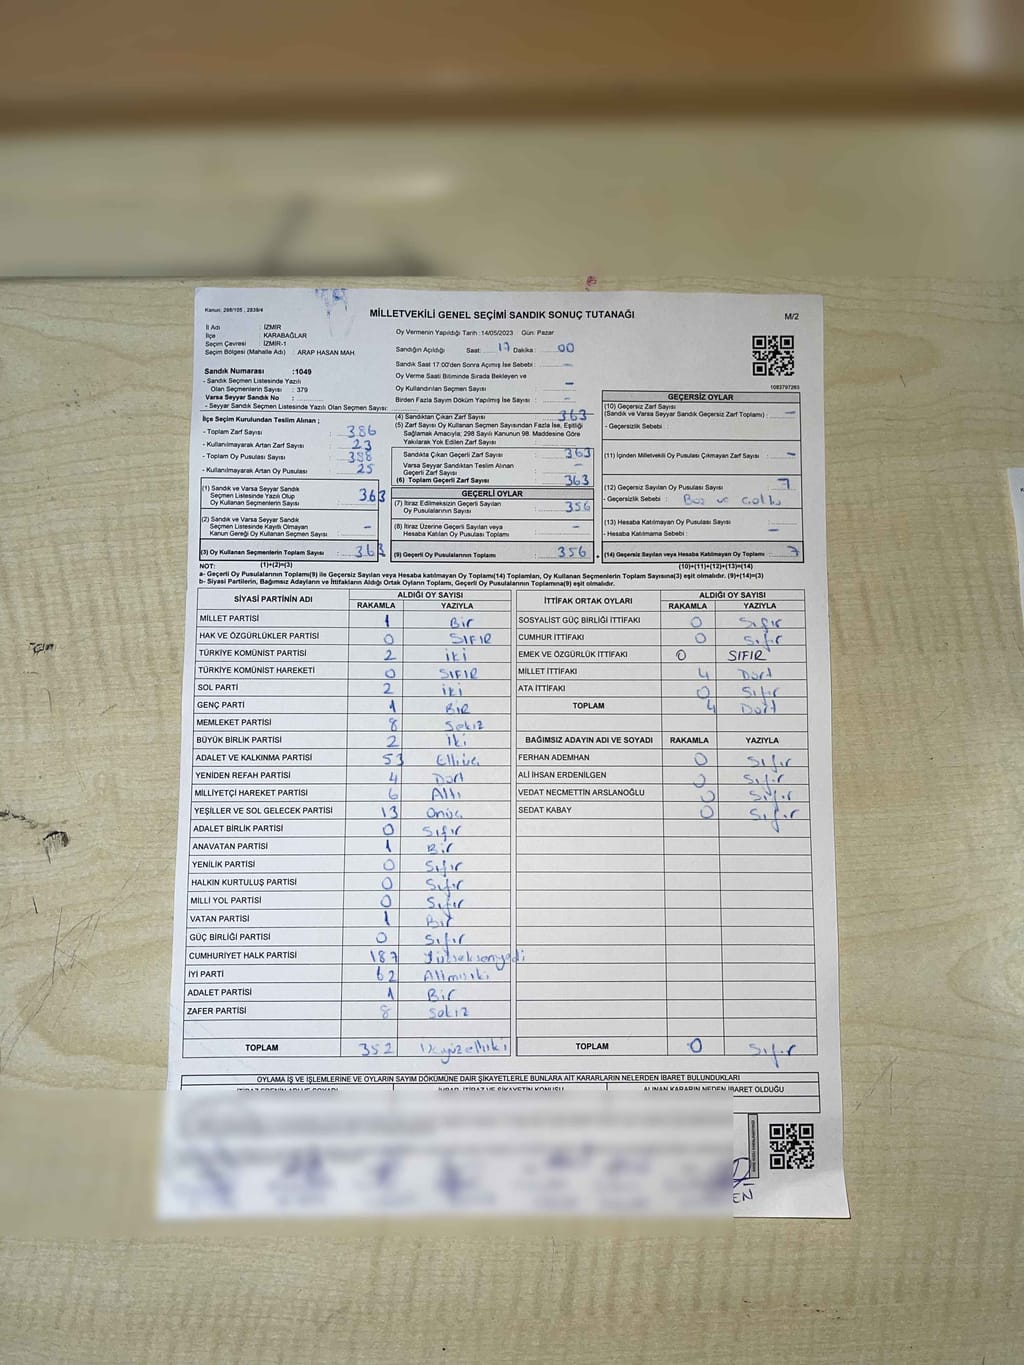 Kanun: 298/105 , 2839/4
MİLLETVEKİLİ GENEL SEÇİMİ SANDIK SONUÇ TUTANAĞI
M/2
İl Adı : İZMİR
İlçe : KARABAĞLAR
Seçim Çevresi : İZMİR-1
Seçim Bölgesi (Mahalle Adı) : ARAP HASAN MAH
Oy Vermenin Yapıldığı Tarih :14/05/2023 Gün: Pazar
Sandığın Açıldığı Saat: 17 Dakika : 00
Sandık Saat 17:00'den Sonra Açımış İse Sebebi : -
Oy Verme Saati Bitiminde Sırada Bekleyen ve
Oy Kullandırılan Seçmen Sayısı -
Birden Fazla Sayım Döküm Yapılmış İse Sayısı : -
1083797263
Sandık Numarası :1049
- Sandık Seçmen Listesinde Yazılı
Olan Seçmenlerin Sayısı : 379
Varsa Seyyar Sandık No :
- Seyyar Sandık Seçmen Listesinde Yazılı Olan Seçmen Sayısı:
İlçe Seçim Kurulundan Teslim Alınan ;
- Toplam Zarf Sayısı : 386
- Kullanılmayarak Artan Zarf Sayısı : 23
- Toplam Oy Pusulası Sayısı : 388
- Kullanılmayarak Artan Oy Pusulası : 25
(1) Sandık ve Varsa Seyyar Sandık
Seçmen Listesinde Yazılı Olup
Oy Kullanan Seçmenlerin Sayısı : 363
(2) Sandık ve Varsa Seyyar Sandık
Seçmen Listesinde Kayıtlı Olmayan
Kanun Gereği Oy Kullanan Seçmen Sayısı : -
(3) Oy Kullanan Seçmenlerin Toplam Sayısı : 363
(4) Sandıktan Çıkan Zarf Sayısı : 363
(5) Zarf Sayısı Oy Kullanan Seçmen Sayısından Fazla İse, Eşitliği
Sağlamak Amacıyla; 298 Sayılı Kanunun 98. Maddesine Göre
Yakılarak Yok Edilen Zarf Sayısı :
Sandıkta Çıkan Geçerli Zarf Sayısı : 363
Varsa Seyyar Sandıktan Teslim Alınan
Geçerli Zarf Sayısı : -
(6) Toplam Geçerli Zarf Sayısı : 363
GEÇERLİ OYLAR
(7) İtiraz Edilmeksizin Geçerli Sayılan
Oy Pusulalarının Sayısı : 356
(8) İtiraz Üzerine Geçerli Sayılan veya
Hesaba Katılan Oy Pusulası Sayısı : -
(9) Geçerli Oy Pusulalarının Toplamı : 356
GEÇERSİZ OYLAR
(10) Geçersiz Zarf Sayısı
(Sandık ve Varsa Seyyar Sandık Geçersiz Zarf Toplamı) : -
- Geçersizlik Sebebi :
(11) İçinden Milletvekili Oy Pusulası Çıkmayan Zarf Sayısı : -
(12) Geçersiz Sayılan Oy Pusulası Sayısı : 7
- Geçersizlik Sebebi : ve
(13) Hesaba Katılmayan Oy Pusulası Sayısı :
- Hesaba Katılmama Sebebi : -
(14) Geçersiz Sayılan veya Hesaba Katılmayan Oy Toplamı : 7
NOT: (1)+(2)=(3) (10)+(11)+(12)+(13)=(14)
a- Geçerli Oy Pusulalarının Toplamı(9) ile Geçersiz Sayılan veya Hesaba katılmayan Oy Toplamı(14) Toplamları, Oy Kullanan Seçmenlerin Toplam Sayısına(3) eşit olmalıdır. (9)+(14)=(3)
b- Siyasi Partilerin, Bağımsız Adayların ve İttifakların Aldığı Ortak Oyların Toplamı, Geçerli Oy Pusulalarının Toplamına(9) eşit olmalıdır.
SİYASİ PARTİNİN ADI ALDIĞI OY SAYISI
RAKAMLA YAZIYLA
MİLLET PARTİSİ 1 Bir
HAK VE ÖZGÜRLÜKLER PARTİSİ 0 SIFIR
TÜRKİYE KOMÜNİST PARTİSİ 2 iki
TÜRKİYE KOMÜNİST HAREKETİ 0 SIFIR
SOL PARTİ 2 iki
GENÇ PARTİ 1 BİR
MEMLEKET PARTİSİ 8 Sekiz
BÜYÜK BİRLİK PARTİSİ 2 İki
ADALET VE KALKINMA PARTİSİ 53 Elliüç
YENİDEN REFAH PARTİSİ 4 Dört
MİLLİYETÇİ HAREKET PARTİSİ 6 Altı
YEŞİLLER VE SOL GELECEK PARTİSİ 13 Onüç
ADALET BİRLİK PARTİSİ 0 Sıfır
ANAVATAN PARTİSİ 1 Bir
YENİLİK PARTİSİ 0 Sıfır
HALKIN KURTULUŞ PARTİSİ 0 Sıfır
MİLLİ YOL PARTİSİ 0 Sıfır
VATAN PARTİSİ 1 Bir
GÜÇ BİRLİĞİ PARTİSİ 0 Sıfır
CUMHURİYET HALK PARTİSİ 187 Yüzseksenyedi
İYİ PARTİ 62 Altmışiki
ADALET PARTİSİ 1 Bir
ZAFER PARTİSİ 8 Sekiz
TOPLAM 352 Üçyüzelliiki
İTTİFAK ORTAK OYLARI ALDIĞI OY SAYISI
RAKAMLA YAZIYLA
SOSYALİST GÜÇ BİRLİĞİ İTTİFAKI 0 Sıfır
CUMHUR İTTİFAKI 0 Sıfır
EMEK VE ÖZGÜRLÜK İTTİFAKI 0 SIFIR
MİLLET İTTİFAKI 4 Dört
ATA İTTİFAKI 0 Sıfır
TOPLAM 4 Dört
BAĞIMSIZ ADAYIN ADI VE SOYADI RAKAMLA YAZIYLA
FERHAN ADEMHAN 0 Sıfır
ALİ İHSAN ERDENİLGEN 0 Sıfır
VEDAT NECMETTİN ARSLANOĞLU 0 Sıfır
SEDAT KABAY 0 Sıfır
TOPLAM 0 Sıfır
OYLAMA İŞ VE İŞLEMLERİNE VE OYLARIN SAYIM DÖKÜMÜNE DAİR ŞİKAYETLERLE BUNLARA AİT KARARLARIN NELERDEN İBARET BULUNDUKLARI
ALINAN KARARIN NEDEN İBARET OLDUĞU
EN